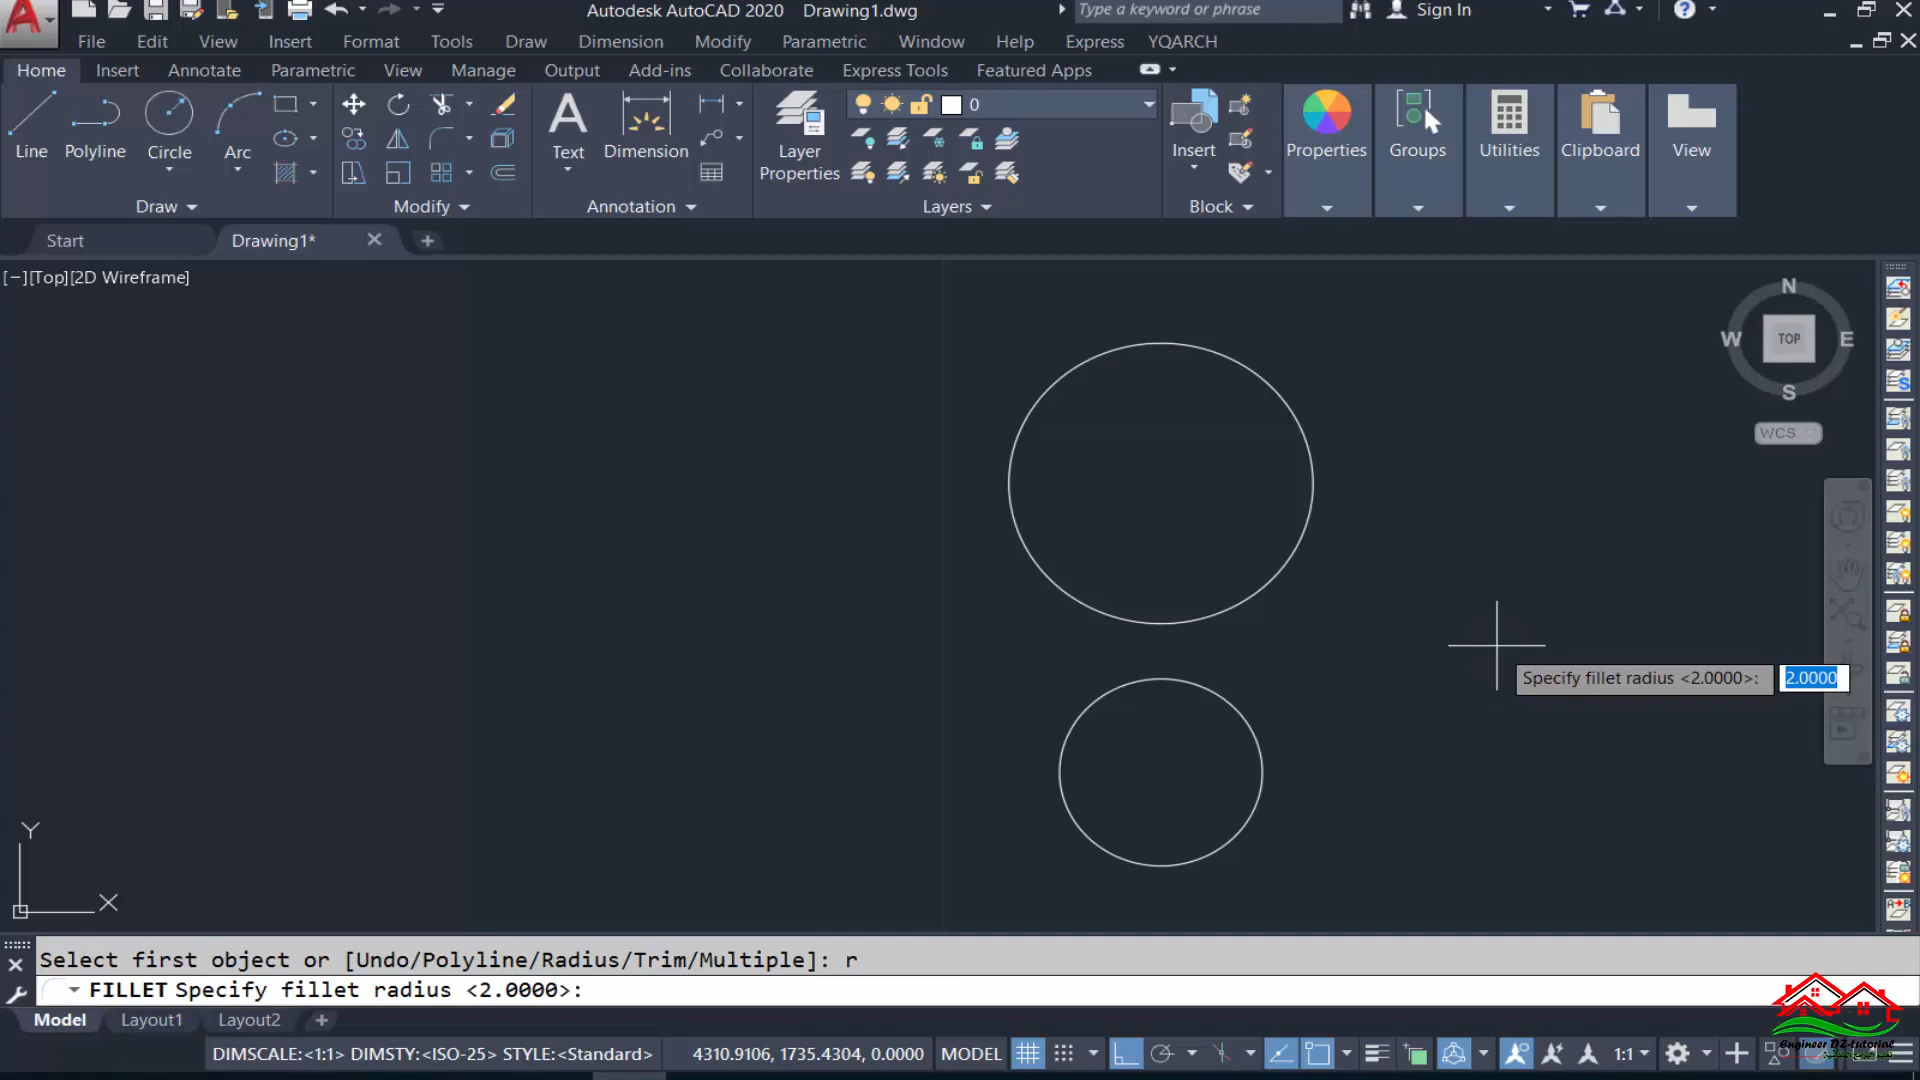 Autodesk AutoCAD 2020 Drawing1.dwg
Type a keyword or phrase
Sign In
File Edit View Insert Format Tools Draw Dimension Modify Parametric Window Help Express YQARCH
Home Insert Annotate Parametric View Manage Output Add-ins Collaborate Express Tools Featured Apps
0
Line Polyline Circle Arc
Text Dimension
Layer Properties
Insert
Properties Groups Utilities Clipboard View
Draw Modify Annotation Layers Block
Start Drawing1*
[−][Top][2D Wireframe]
N
W TOP E
S
WCS
Specify fillet radius <2.0000>: 2.0000
Y
X
Select first object or [Undo/Polyline/Radius/Trim/Multiple]: r
FILLET Specify fillet radius <2.0000>:
Model Layout1 Layout2
DIMSCALE:<1:1> DIMSTY:<ISO-25> STYLE:<Standard> 4310.9106, 1735.4304, 0.0000 MODEL 1:1
Engineer DZ-tutorial